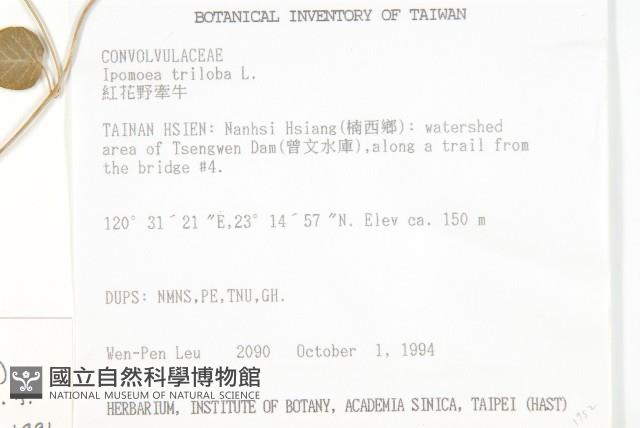 BOTANICAL INVENTORY OF TAIWAN
CONVOLVULACEAE
Ipomoea triloba L.
紅花野牽牛
TAINAN HSIEN: Nanhsi Hsiang(楠西鄉): watershed
area of Tsengwen Dam(曾文水庫),along a trail from
the bridge #4.
120° 31´21 "E,23° 14´57 "N. Elev ca. 150 m
DUPS: NMNS,PE,TNU,GH.
Wen-Pen Leu 2090 October 1, 1994
國立自然科學博物館
NATIONAL MUSEUM OF NATURAL SCIENCE
HERBARIUM, INSTITUTE OF BOTANY, ACADEMIA SINICA, TAIPEI (HAST)
1952